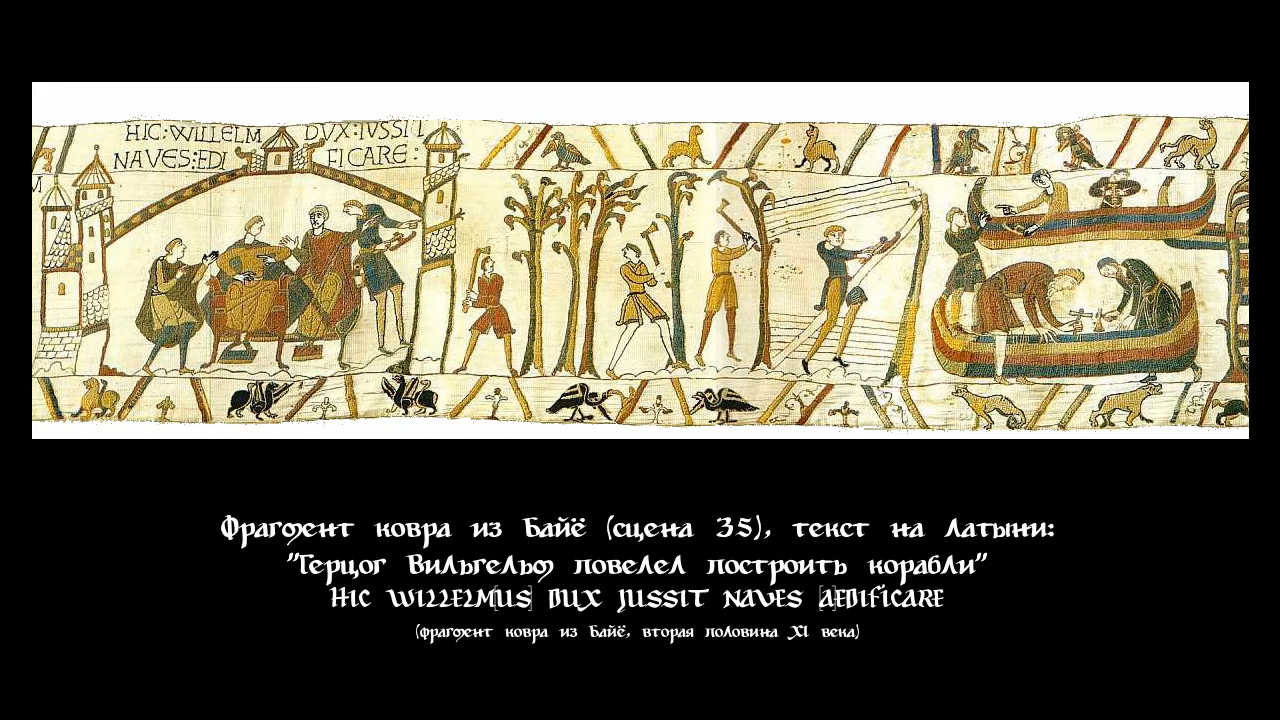 HIC:WILLELM DUX:IUSSIT
NAVES:EDI FICARE:
M
Фрагмент ковра из Байё (сцена 35), текст на латыни:
"Герцог Вильгельм повелел построить корабли"
HIC WILLELM[US] DUX JUSSIT NAVES [A]EDIFICARE
(фрагмент ковра из Байё, вторая половина XI века)